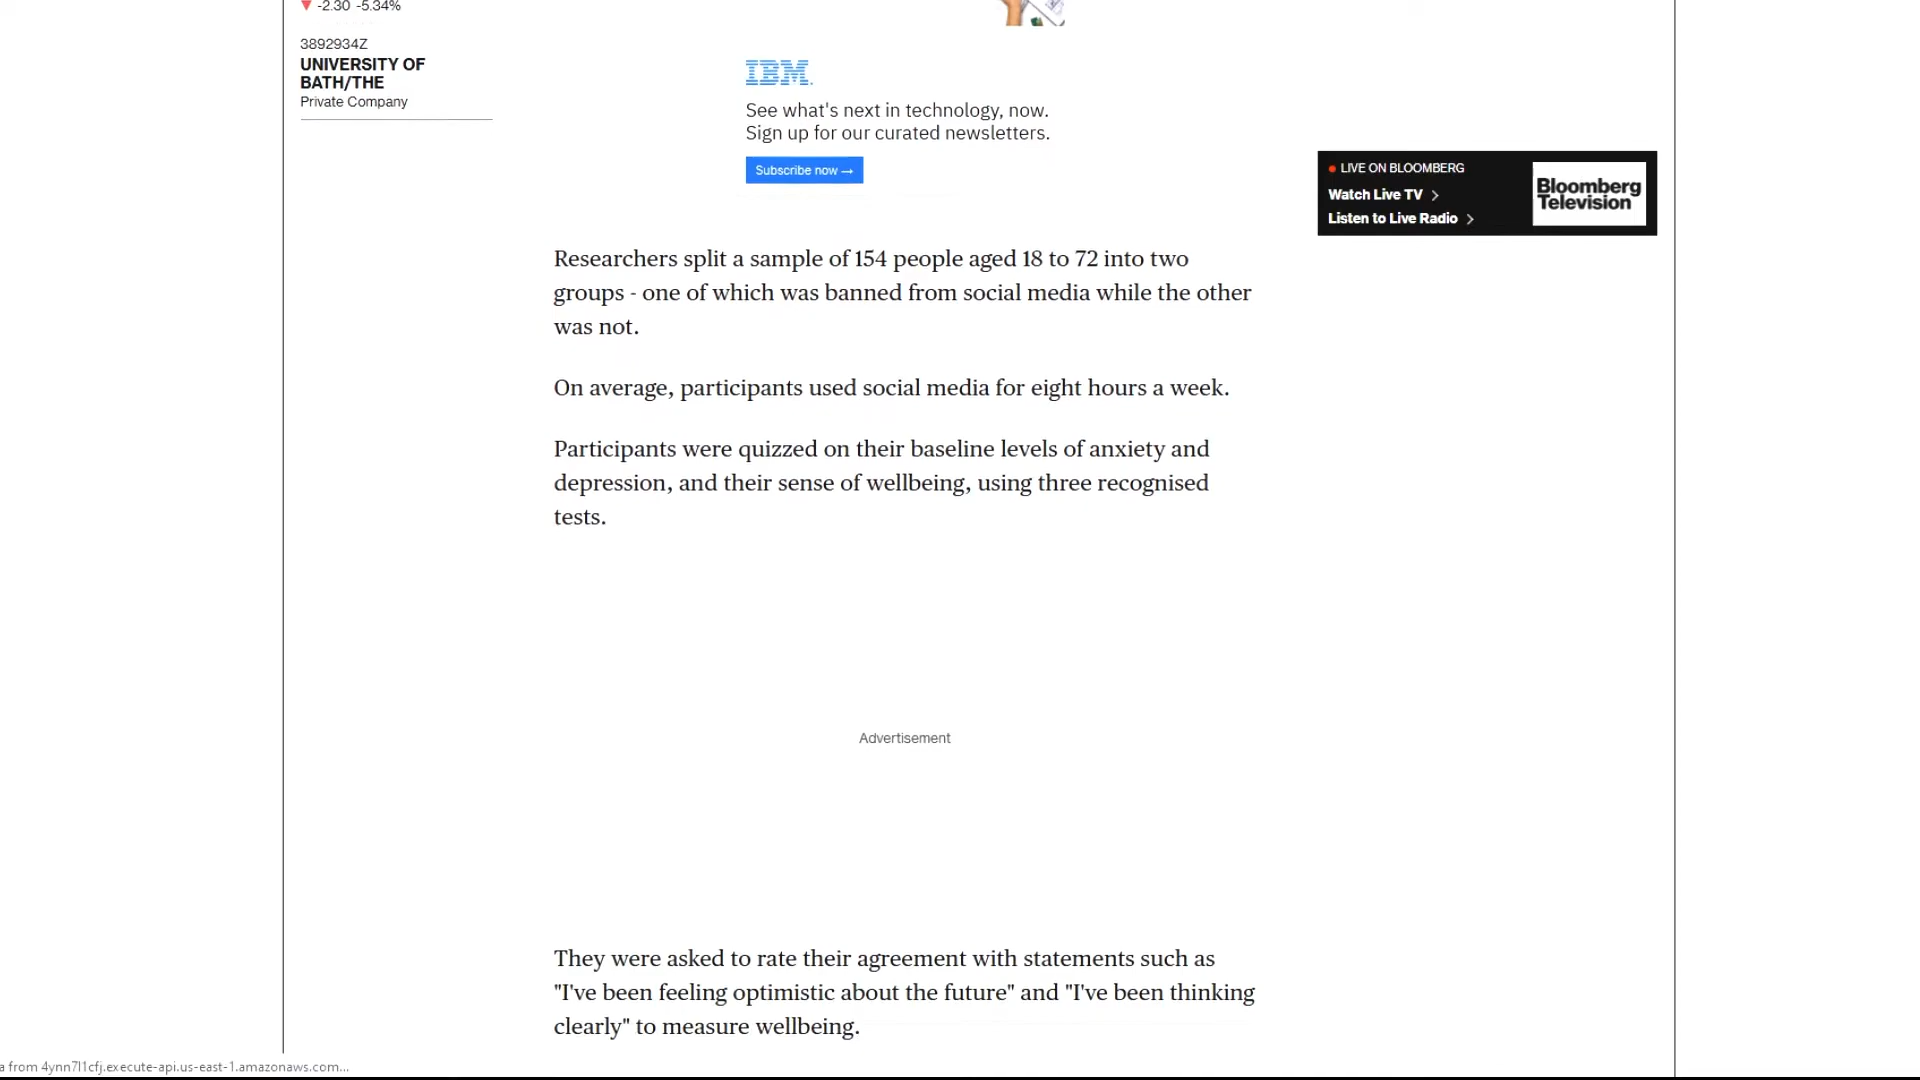 -2.30 -5.34%
3892934Z
UNIVERSITY OF
BATH/THE
Private Company
IBM
See what's next in technology, now.
Sign up for our curated newsletters.
Subscribe now →
LIVE ON BLOOMBERG
Watch Live TV >
Listen to Live Radio >
Bloomberg
Television
Researchers split a sample of 154 people aged 18 to 72 into two
groups - one of which was banned from social media while the other
was not.
On average, participants used social media for eight hours a week.
Participants were quizzed on their baseline levels of anxiety and
depression, and their sense of wellbeing, using three recognised
tests.
Advertisement
They were asked to rate their agreement with statements such as
"I've been feeling optimistic about the future" and "I've been thinking
clearly" to measure wellbeing.
a from 4ynn7l1cfj.execute-api.us-east-1.amazonaws.com...